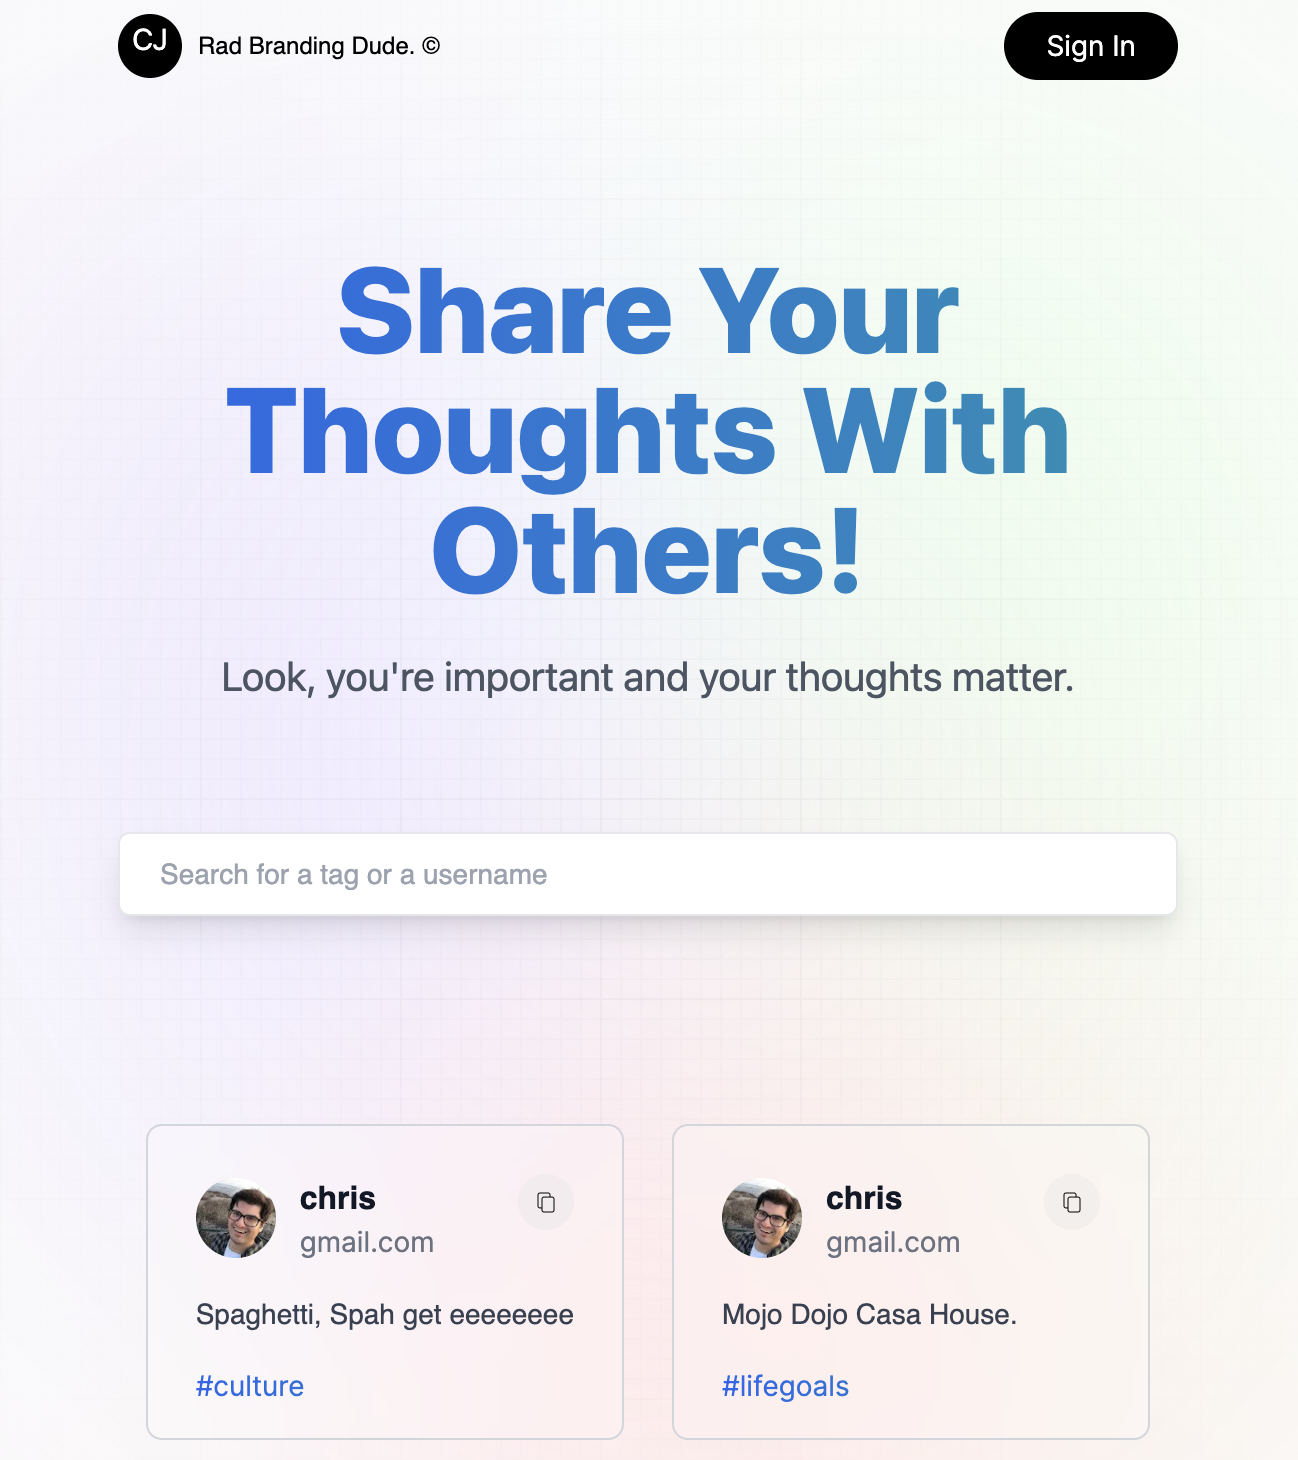 CJ
Rad Branding Dude. ©
Sign In
Share Your
Thoughts With
Others!
Look, you're important and your thoughts matter.
Search for a tag or a username
chris
gmail.com
Spaghetti, Spah get eeeeeeee
#culture
chris
gmail.com
Mojo Dojo Casa House.
#lifegoals